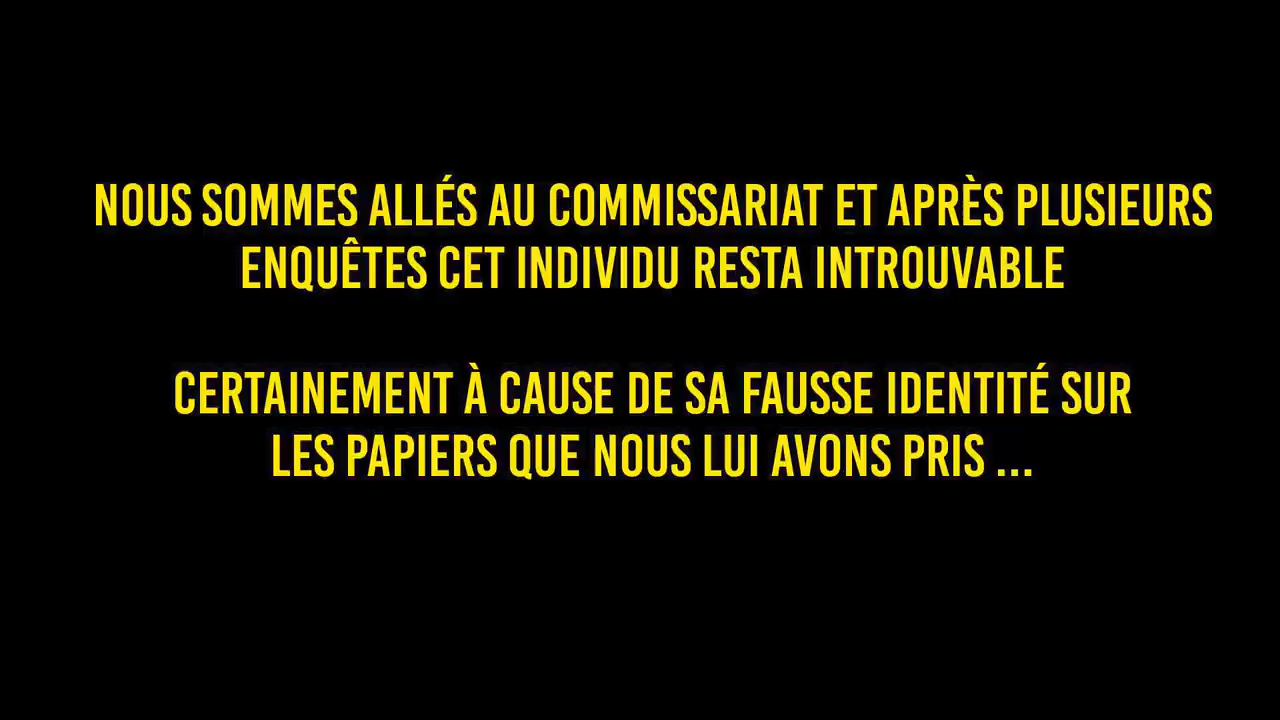 NOUS SOMMES ALLÉS AU COMMISSARIAT ET APRÈS PLUSIEURS
ENQUÊTES CET INDIVIDU RESTA INTROUVABLE
CERTAINEMENT À CAUSE DE SA FAUSSE IDENTITÉ SUR
LES PAPIERS QUE NOUS LUI AVONS PRIS ...